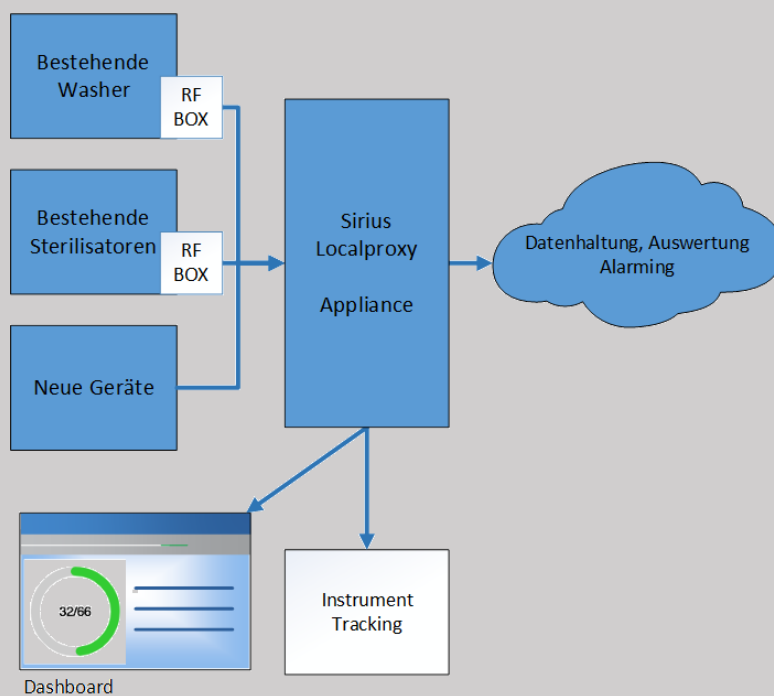 Bestehende
Washer
RF
BOX
Bestehende
Sterilisatoren
RF
BOX
Neue Geräte
Sirius
Localproxy
Appliance
Datenhaltung, Auswertung
Alarming
32/66
Dashboard
Instrument
Tracking